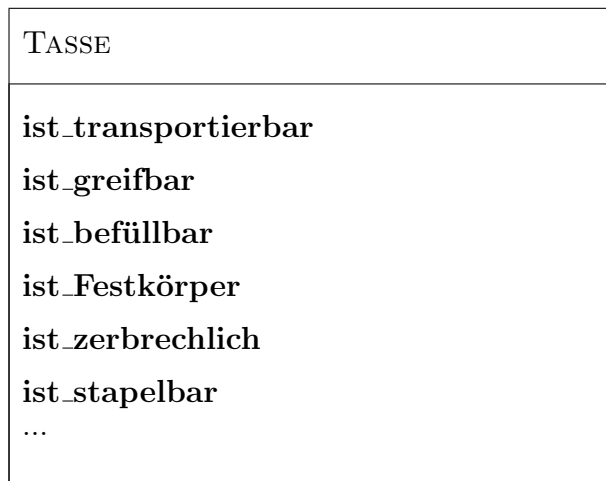 TASSE
ist_transportierbar
ist_greifbar
ist_befüllbar
ist_Festkörper
ist_zerbrechlich
ist_stapelbar
...